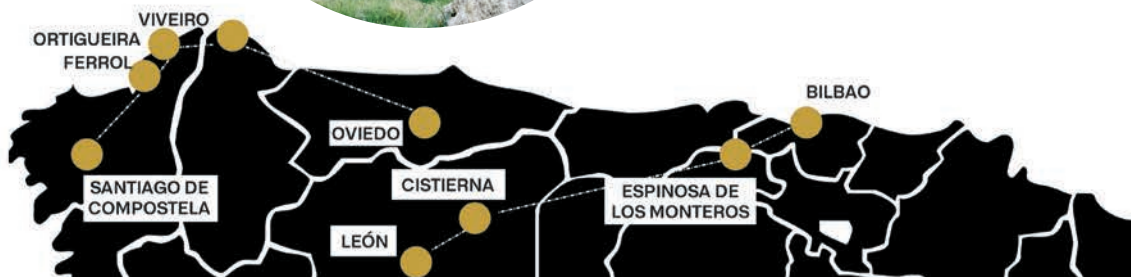 VIVEIRO
ORTIGUEIRA
FERROL
BILBAO
OVIEDO
SANTIAGO DE
COMPOSTELA
CISTIERNA
ESPINOSA DE
LOS MONTEROS
LEÓN